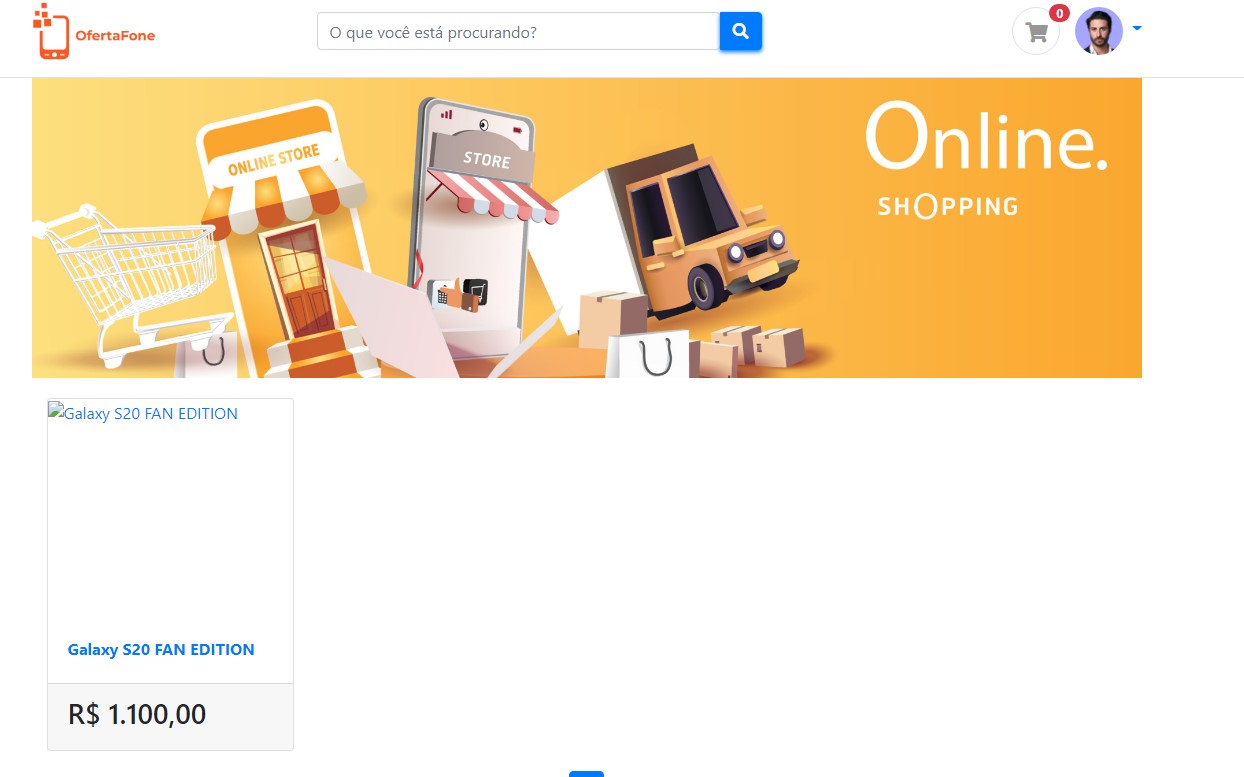 OfertaFone
O que você está procurando?
0
ONLINE STORE
STORE
Online.
SHOPPING
Galaxy S20 FAN EDITION
Galaxy S20 FAN EDITION
R$ 1.100,00